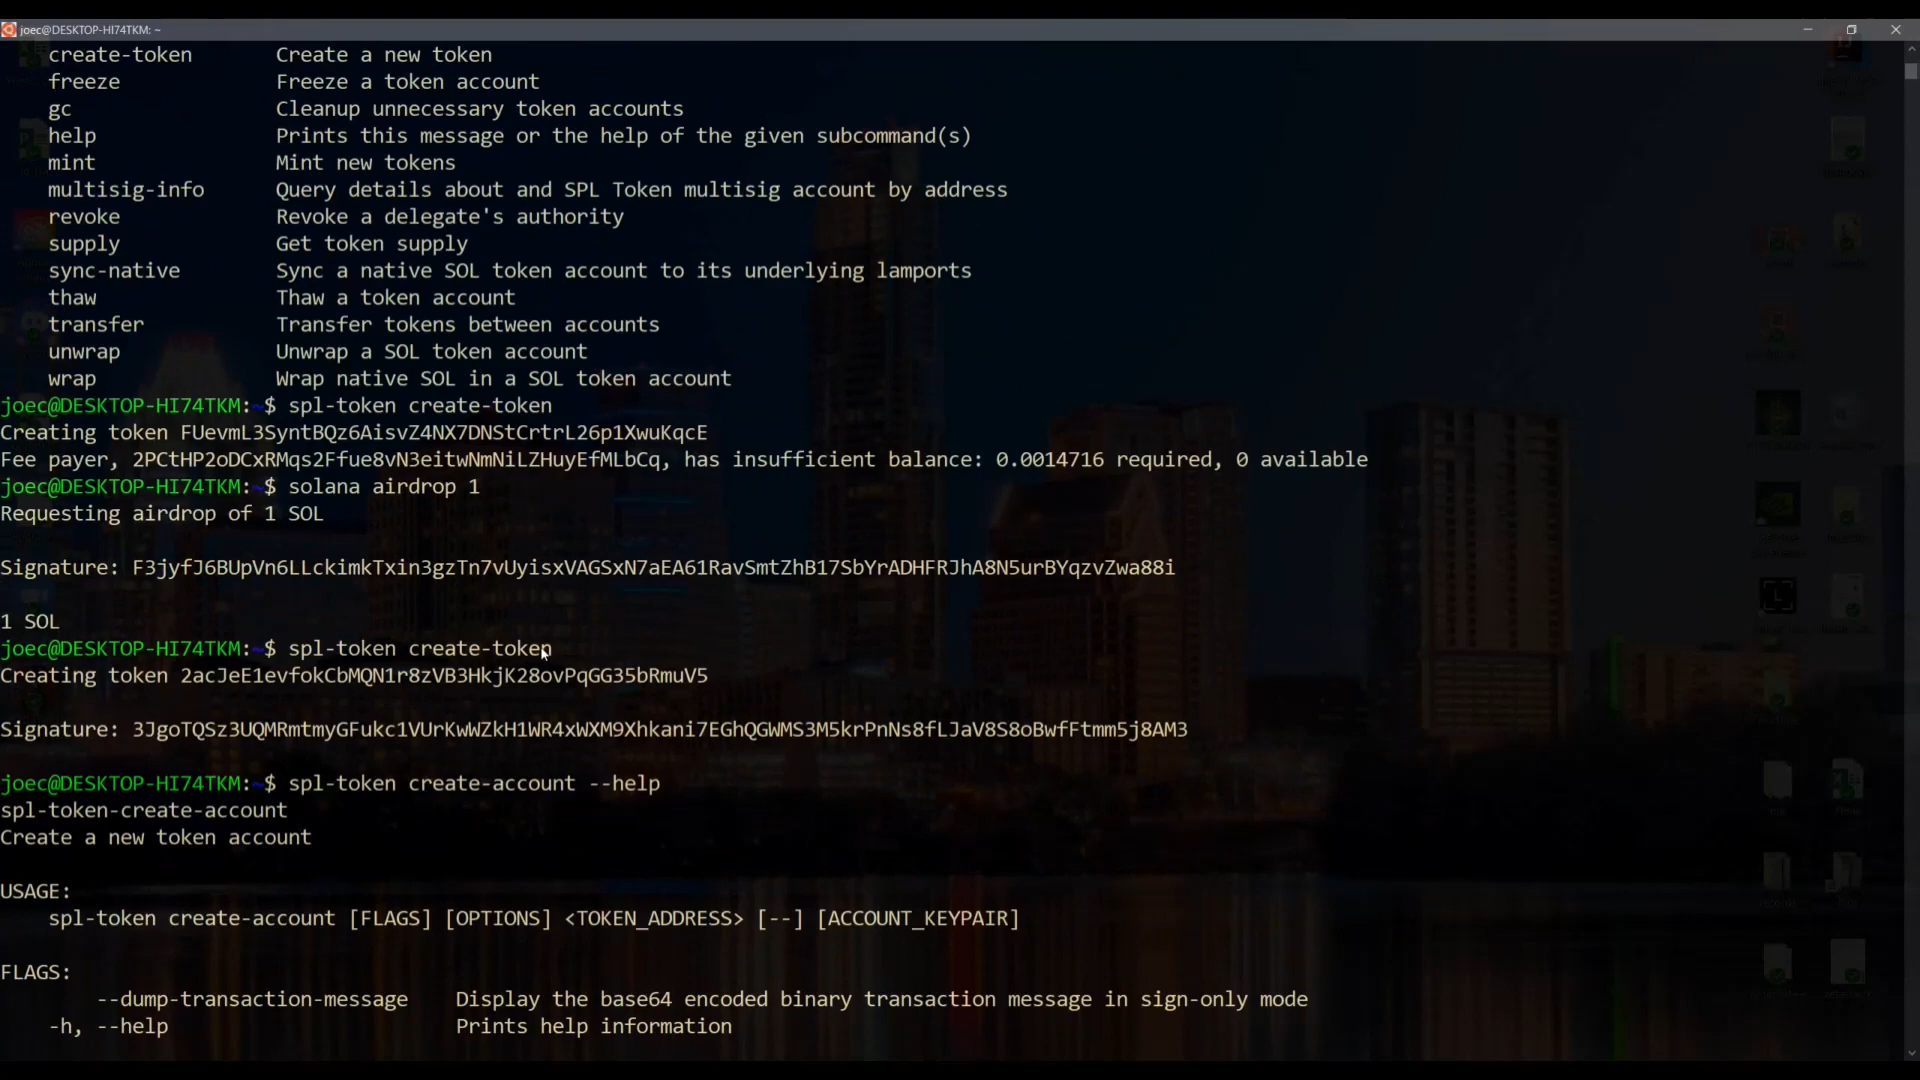 joec@DESKTOP-HI74TKM: ~
create-token Create a new token
freeze Freeze a token account
gc Cleanup unnecessary token accounts
help Prints this message or the help of the given subcommand(s)
mint Mint new tokens
multisig-info Query details about and SPL Token multisig account by address
revoke Revoke a delegate's authority
supply Get token supply
sync-native Sync a native SOL token account to its underlying lamports
thaw Thaw a token account
transfer Transfer tokens between accounts
unwrap Unwrap a SOL token account
wrap Wrap native SOL in a SOL token account
joec@DESKTOP-HI74TKM:~$ spl-token create-token
Creating token FUevmL3SyntBQz6AisvZ4NX7DNStCrtrL26p1XwuKqcE
Fee payer, 2PCtHP2oDCxRMqs2Ffue8vN3eitwNmNiLZHuyEfMLbCq, has insufficient balance: 0.0014716 required, 0 available
joec@DESKTOP-HI74TKM:~$ solana airdrop 1
Requesting airdrop of 1 SOL
Signature: F3jyfJ6BUpVn6LLckimkTxin3gzTn7vUyisxVAGSxN7aEA61RavSmtZhB17SbYrADHFRJhA8N5urBYqzvZwa88i
1 SOL
joec@DESKTOP-HI74TKM:~$ spl-token create-token
Creating token 2acJeE1evfokCbMQN1r8zVB3HkjK28ovPqGG35bRmuV5
Signature: 3JgoTQSz3UQMRmtmyGFukc1VUrKwWZkH1WR4xWXM9Xhkani7EGhQGWMS3M5krPnNs8fLJaV8S8oBwfFtmm5j8AM3
joec@DESKTOP-HI74TKM:~$ spl-token create-account --help
spl-token-create-account
Create a new token account
USAGE:
spl-token create-account [FLAGS] [OPTIONS] <TOKEN_ADDRESS> [--] [ACCOUNT_KEYPAIR]
FLAGS:
--dump-transaction-message Display the base64 encoded binary transaction message in sign-only mode
-h, --help Prints help information